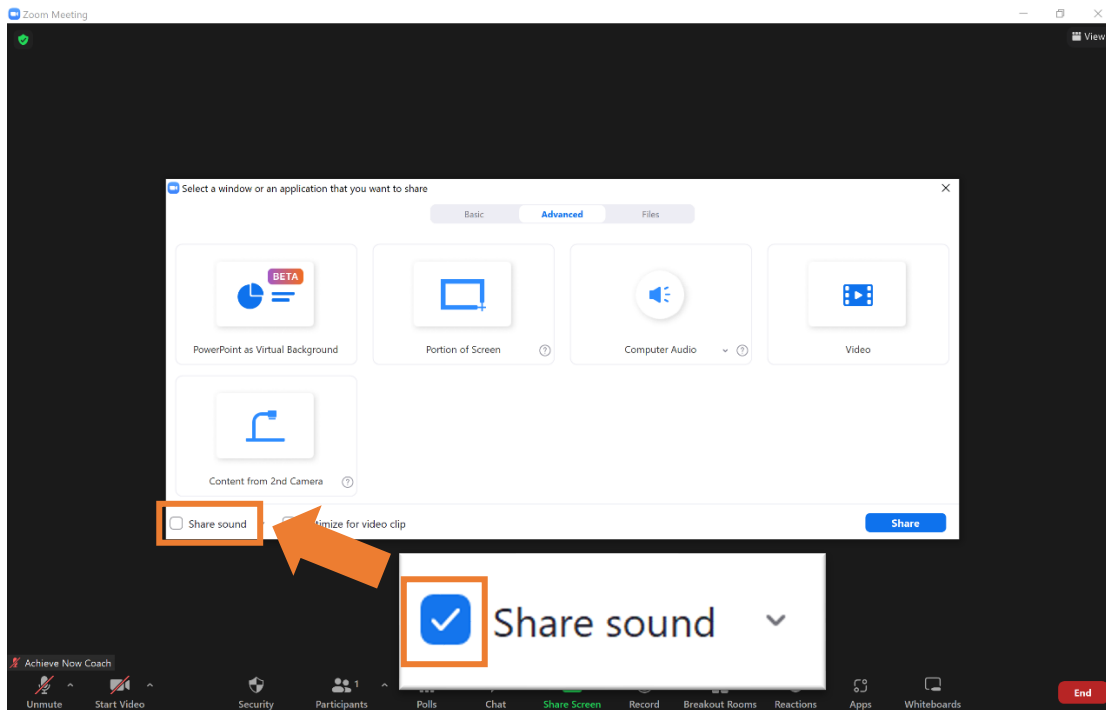 Zoom Meeting
View
Select a window or an application that you want to share
Basic Advanced Files
BETA
PowerPoint as Virtual Background
Portion of Screen
Computer Audio
Video
Content from 2nd Camera
Share sound
for video clip
Share
Share sound
Achieve Now Coach
1
Unmute Start Video Security Participants Polls Chat Share Screen Record Breakout Rooms Reactions Apps Whiteboards
End